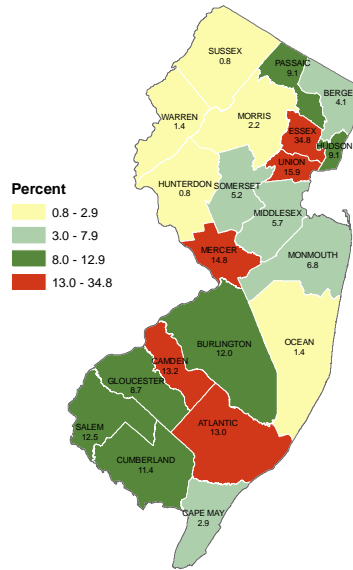 SUSSEX
0.8
PASSAIC
9.1
BERGE
4.1
WARREN
1.4
MORRIS
2.2
ESSEX
34.8
HUDSON
9.1
UNION
15.9
HUNTERDON
0.8
SOMERSET
5.2
MIDDLESEX
5.7
MERCER
14.8
MONMOUTH
6.8
Percent
0.8 - 2.9
3.0 - 7.9
8.0 - 12.9
13.0 - 34.8
BURLINGTON
12.0
OCEAN
1.4
CAMDEN
13.2
GLOUCESTER
8.7
SALEM
12.5
ATLANTIC
13.0
CUMBERLAND
11.4
CAPE MAY
2.9